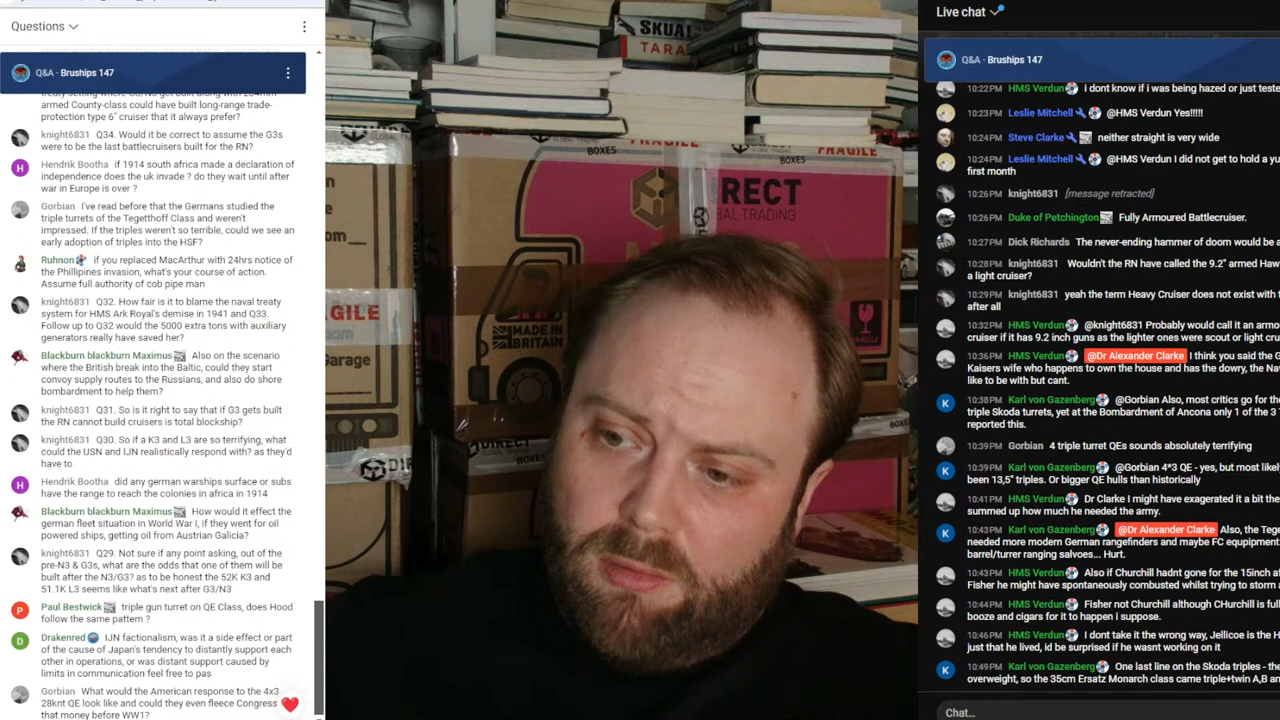 Questions
Q&A · Bruships 147
armed County-class could have built long-range trade-
protection type 6" cruiser that it always prefer?
knight6831 Q34. Would it be correct to assume the G3s
were to be the last battlecruisers built for the RN?
Hendrik Bootha if 1914 south africa made a declaration of
independence does the uk invade ? do they wait until after
war in Europe is over ?
Gorbian I've read before that the Germans studied the
triple turrets of the Tegetthoff Class and weren't
impressed. If the triples weren't so terrible, could we see an
early adoption of triples into the HSF?
Ruhnon if you replaced MacArthur with 24hrs notice of
the Phillipines invasion, what's your course of action.
Assume full authority of cob pipe man
knight6831 Q32. How fair is it to blame the naval treaty
system for HMS Ark Royal's demise in 1941 and Q33.
Follow up to Q32 would the 5000 extra tons with auxiliary
generators really have saved her?
Blackburn blackburn Maximus Also on the scenario
where the British break into the Baltic, could they start
convoy supply routes to the Russians, and also do shore
bombardment to help them?
knight6831 Q31. So is it right to say that if G3 gets built
the RN cannot build cruisers is total blockship?
knight6831 Q30. So if a K3 and L3 are so terrifying, what
could the USN and IJN realistically respond with? as they'd
have to
Hendrik Bootha did any german warships surface or subs
have the range to reach the colonies in africa in 1914
Blackburn blackburn Maximus How would it effect the
german fleet situation in World War I, if they went for oil
powered ships, getting oil from Austrian Galicia?
knight6831 Q29. Not sure if any point asking, out of the
pre-N3 & G3s, what are the odds that one of them will be
built after the N3/G3? as to be honest the 52K K3 and
51.1K L3 seems like what's next after G3/N3
Paul Bestwick triple gun turret on QE Class, does Hood
follow the same pattern ?
Drakenred IJN factionalism, was it a side effect or part
of the cause of Japan's tendency to distantly support each
other in operations, or was distant support caused by
limits in communication feel free to pas
Gorbian What would the American response to the 4x3
28knt QE look like and could they even fleece Congress
that money before WW1?
SKUA
TARA
BOXES
FRAGILE
BOXES
FRAGILE
RECT
BAL TRADING
GILE
Garage
MADE IN
BRITAIN
FRAGILE
DIRECT
Live chat
Q&A · Bruships 147
10:22PM HMS Verdun i dont know if i was being hazed or just teste
10:23PM Leslie Mitchell @HMS Verdun Yes!!!!!
10:24PM Steve Clarke neither straight is very wide
10:24PM Leslie Mitchell @HMS Verdun I did not get to hold a yu
first month
10:26PM knight6831 [message retracted]
10:26PM Duke of Petchington Fully Armoured Battlecruiser.
10:27PM Dick Richards The never-ending hammer of doom would be a
10:28PM knight6831 Wouldn't the RN have called the 9.2" armed Haw
a light cruiser?
10:29PM knight6831 yeah the term Heavy Cruiser does not exist with t
after all
10:32PM HMS Verdun @knight6831 Probably would call it an armo
cruiser if it has 9.2 inch guns as the lighter ones were scout or light cru
10:36PM HMS Verdun @Dr Alexander Clarke I think you said the G
Kaisers wife who happens to own the house and has the dowry, the Na
like to be with but cant.
10:38PM Karl von Gazenberg @Gorbian Also, most critics go for the
triple Skoda turrets, yet at the Bombardment of Ancona only 1 of the 3
reported this.
10:39PM Gorbian 4 triple turret QEs sounds absolutely terrifying
10:39PM Karl von Gazenberg @Gorbian 4*3 QE - yes, but most likely
been 13,5" triples. Or bigger QE hulls than historically
10:41PM HMS Verdun Dr Clarke I might have exagerated it a bit the
summed up how much he needed the army.
10:43PM Karl von Gazenberg @Dr Alexander Clarke Also, the Tege
needed more modern German rangefinders and maybe FC equipment
barrel/turrer ranging salvoes... Hurt.
10:43PM HMS Verdun Also if Churchill hadnt gone for the 15inch aft
Fisher he might have spontaneously combusted whilst trying to storm a
10:44PM HMS Verdun Fisher not Churchill although CHurchill is full
booze and cigars for it to happen i suppose.
10:46PM HMS Verdun I dont take it the wrong way, Jellicoe is the H
just that he lived, id be surprised if he wasnt working on it
10:49PM Karl von Gazenberg One last line on the Skoda triples - the
overweight, so the 35cm Ersatz Monarch class came triple+twin A,B an
Chat...